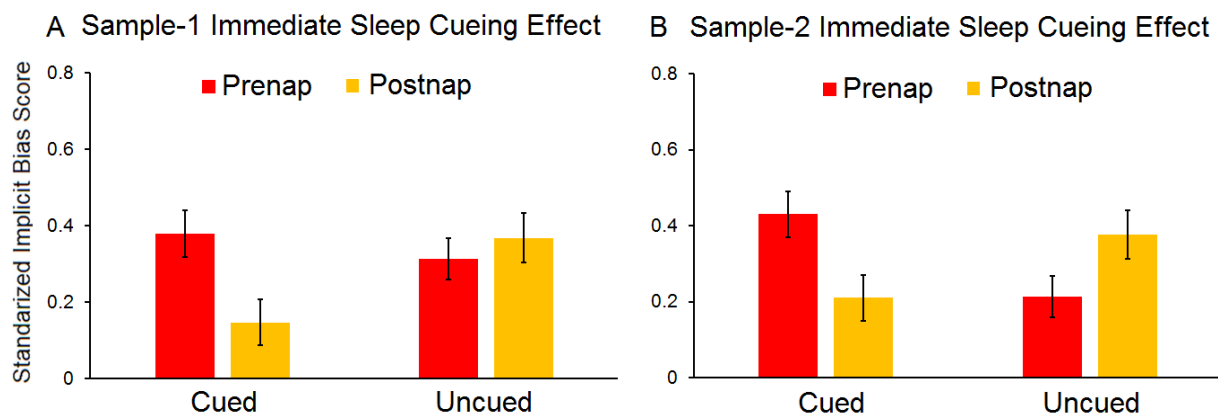 A Sample-1 Immediate Sleep Cueing Effect
Standarized Implicit Bias Score
0.8
0.6
0.4
0.2
0
Prenap Postnap
Cued Uncued
B Sample-2 Immediate Sleep Cueing Effect
0.8
0.6
0.4
0.2
0
Prenap Postnap
Cued Uncued